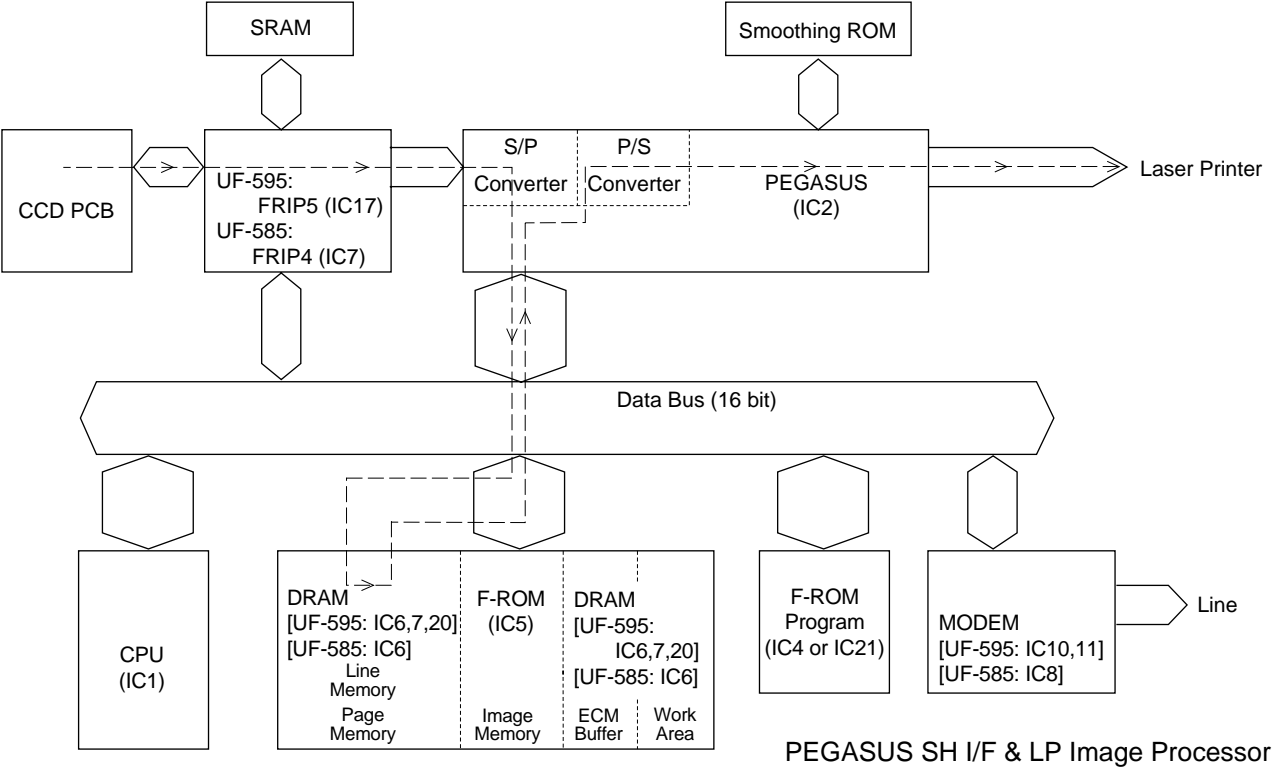 SRAM
Smoothing ROM
CCD PCB
UF-595:
FRIP5 (IC17)
UF-585:
FRIP4 (IC7)
S/P
Converter
P/S
Converter
PEGASUS
(IC2)
Laser Printer
Data Bus (16 bit)
CPU
(IC1)
DRAM
[UF-595: IC6,7,20]
[UF-585: IC6]
Line
Memory
Page
Memory
F-ROM
(IC5)
Image
Memory
DRAM
[UF-595:
IC6,7,20]
[UF-585: IC6]
ECM
Buffer
Work
Area
F-ROM
Program
(IC4 or IC21)
MODEM
[UF-595: IC10,11]
[UF-585: IC8]
Line
PEGASUS SH I/F & LP Image Processor